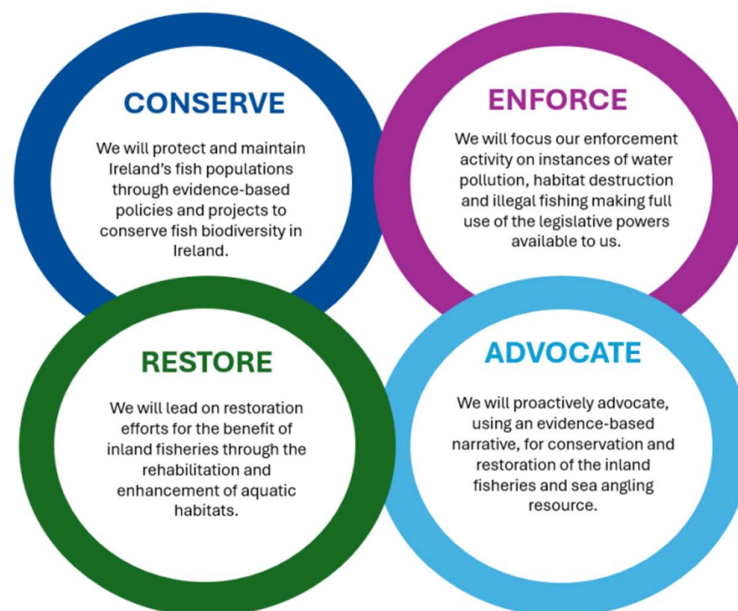 CONSERVE
We will protect and maintain
Ireland's fish populations
through evidence-based
policies and projects to
conserve fish biodiversity in
Ireland.
ENFORCE
We will focus our enforcement
activity on instances of water
pollution, habitat destruction
and illegal fishing making full
use of the legislative powers
available to us.
RESTORE
We will lead on restoration
efforts for the benefit of
inland fisheries through the
rehabilitation and
enhancement of aquatic
habitats.
ADVOCATE
We will proactively advocate,
using an evidence-based
narrative, for conservation and
restoration of the inland
fisheries and sea angling
resource.